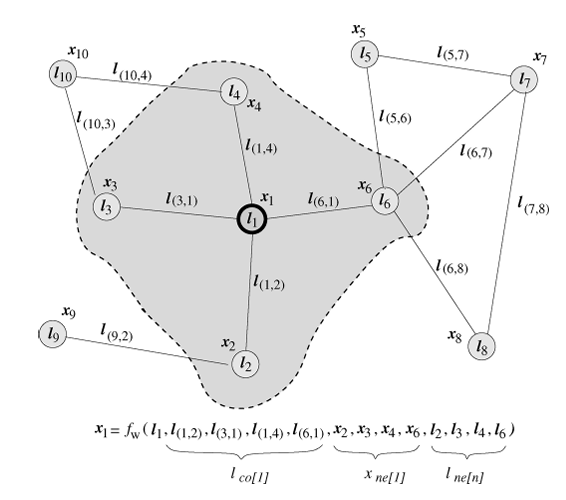 x5
l5
l(5,7)
x7
l7
x10
l10
l(10,4)
l4
x4
l(5,6)
l(10,3)
l(1,4)
l(6,7)
x3
l3
l(3,1)
x1
l1
l(6,1)
x6
l6
l(7,8)
l(1,2)
l(6,8)
x9
l9
l(9,2)
x2
l2
x8
l8
x1 = fw(l1, l(1,2), l(3,1), l(1,4), l(6,1), x2, x3, x4, x6, l2, l3, l4, l6)
l co[1] x ne[1] l ne[n]